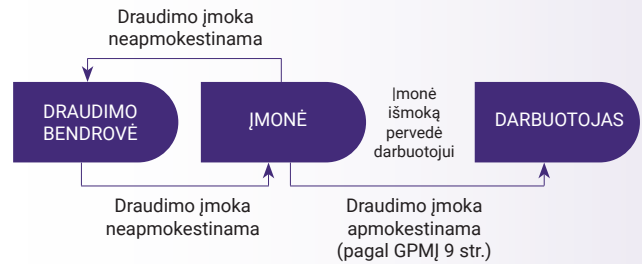 Draudimo įmoka
neapmokestinama
DRAUDIMO
BENDROVĖ
ĮMONĖ
Įmonė
išmoką
pervedė
darbuotojui
DARBUOTOJAS
Draudimo įmoka
neapmokestinama
Draudimo įmoka
apmokestinama
(pagal GPMĮ 9 str.)